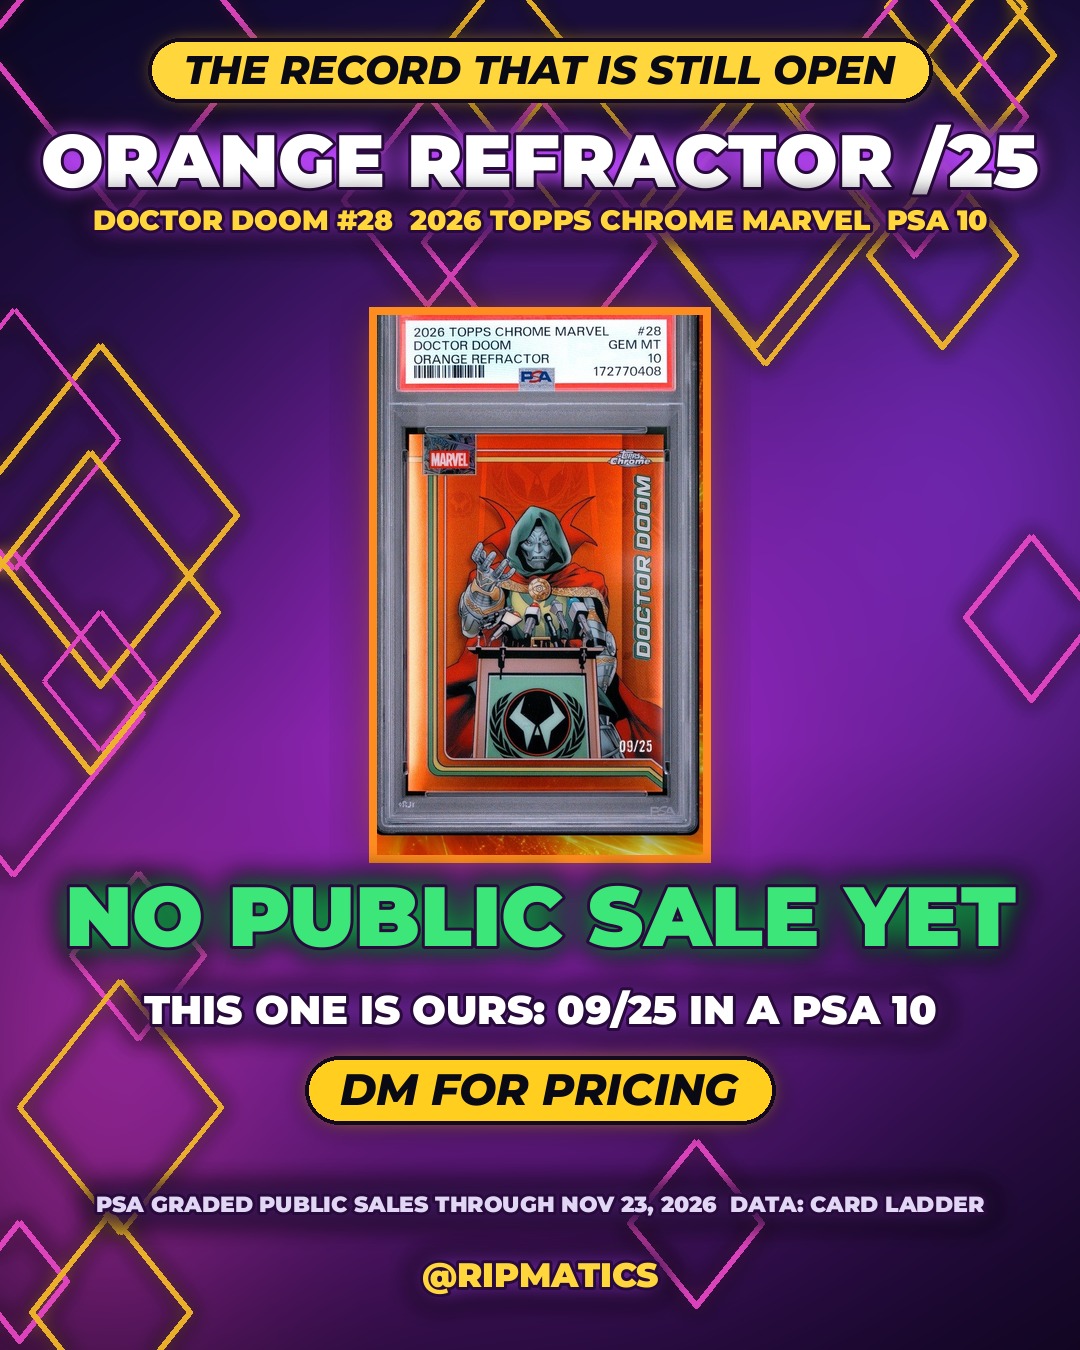 THE RECORD THAT IS STILL OPEN
ORANGE REFRACTOR /25
DOCTOR DOOM #28 2026 TOPPS CHROME MARVEL PSA 10
2026 TOPPS CHROME MARVEL #28
DOCTOR DOOM GEM MT
ORANGE REFRACTOR 10
PSA 172770408
MARVEL
Topps Chrome
DOCTOR DOOM
09/25
PSA
NO PUBLIC SALE YET
THIS ONE IS OURS: 09/25 IN A PSA 10
DM FOR PRICING
PSA GRADED PUBLIC SALES THROUGH NOV 23, 2026 DATA: CARD LADDER
@RIPMATICS